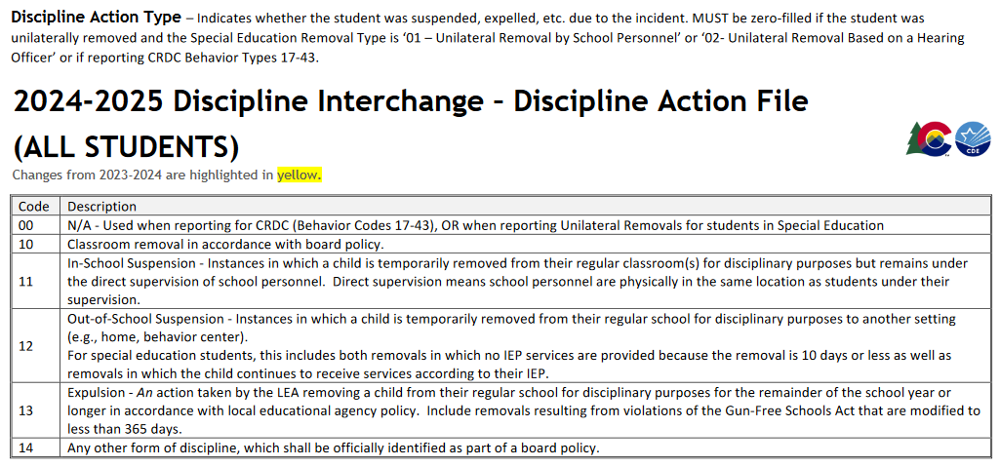 Discipline Action Type – Indicates whether the student was suspended, expelled, etc. due to the incident. MUST be zero-filled if the student was
unilaterally removed and the Special Education Removal Type is ‘01 – Unilateral Removal by School Personnel’ or ‘02- Unilateral Removal Based on a Hearing
Officer’ or if reporting CRDC Behavior Types 17-43.
2024-2025 Discipline Interchange – Discipline Action File
(ALL STUDENTS)
C
CDE
Changes from 2023-2024 are highlighted in yellow.
Code Description
00 N/A - Used when reporting for CRDC (Behavior Codes 17-43), OR when reporting Unilateral Removals for students in Special Education
10 Classroom removal in accordance with board policy.
In-School Suspension - Instances in which a child is temporarily removed from their regular classroom(s) for disciplinary purposes but remains under
11 the direct supervision of school personnel. Direct supervision means school personnel are physically in the same location as students under their
supervision.
Out-of-School Suspension - Instances in which a child is temporarily removed from their regular school for disciplinary purposes to another setting
(e.g., home, behavior center).
12
For special education students, this includes both removals in which no IEP services are provided because the removal is 10 days or less as well as
removals in which the child continues to receive services according to their IEP.
Expulsion - An action taken by the LEA removing a child from their regular school for disciplinary purposes for the remainder of the school year or
13 longer in accordance with local educational agency policy. Include removals resulting from violations of the Gun-Free Schools Act that are modified to
less than 365 days.
14 Any other form of discipline, which shall be officially identified as part of a board policy.